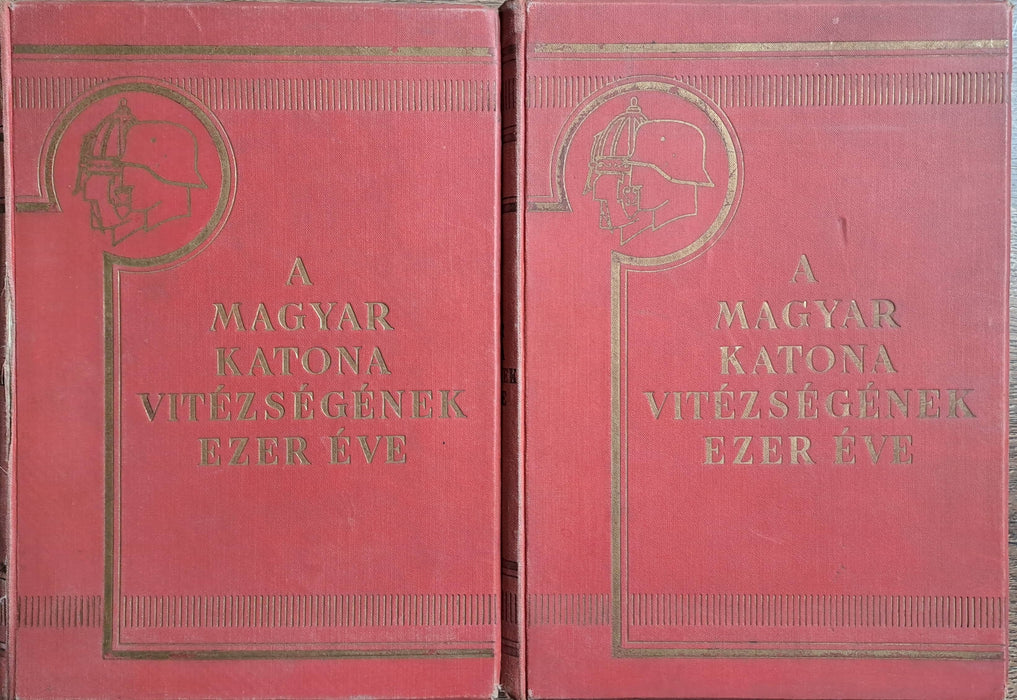 A
MAGYAR
KATONA
VITÉZSÉGÉNEK
EZER ÉVE
A
MAGYAR
KATONA
VITÉZSÉGÉNEK
EZER ÉVE